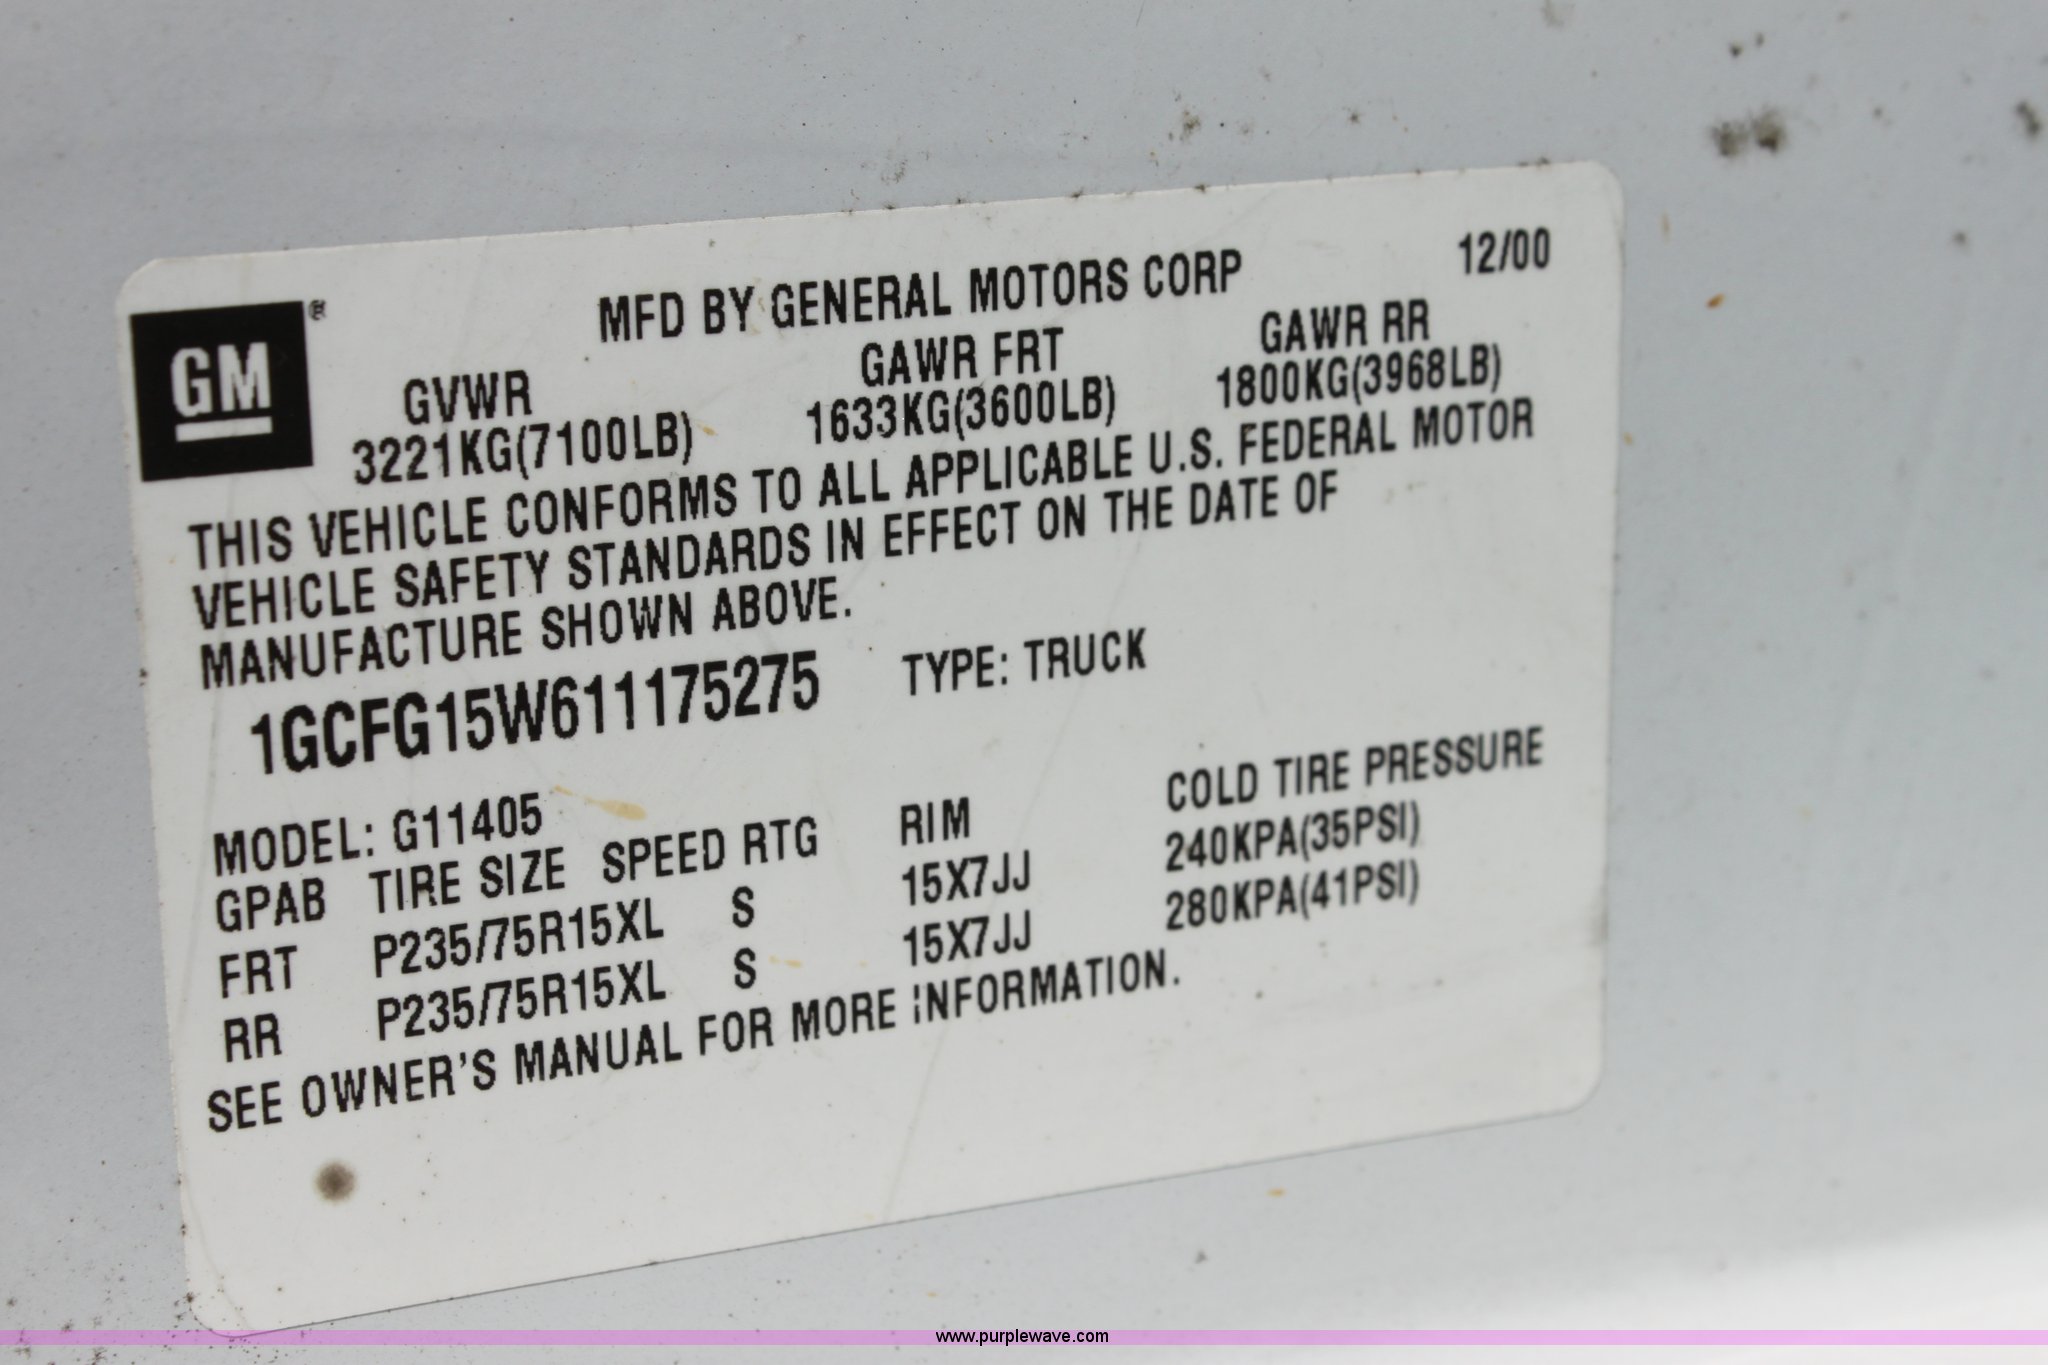 MFD BY GENERAL MOTORS CORP 12/00
GM®
GVWR GAWR FRT GAWR RR
3221KG(7100LB) 1633KG(3600LB) 1800KG(3968LB)
THIS VEHICLE CONFORMS TO ALL APPLICABLE U.S. FEDERAL MOTOR
VEHICLE SAFETY STANDARDS IN EFFECT ON THE DATE OF
MANUFACTURE SHOWN ABOVE.
1GCFG15W611175275 TYPE: TRUCK
MODEL: G11405
GPAB TIRE SIZE SPEED RTG RIM COLD TIRE PRESSURE
FRT P235/75R15XL S 15X7JJ 240KPA(35PSI)
RR P235/75R15XL S 15X7JJ 280KPA(41PSI)
SEE OWNER'S MANUAL FOR MORE INFORMATION.
www.purplewave.com